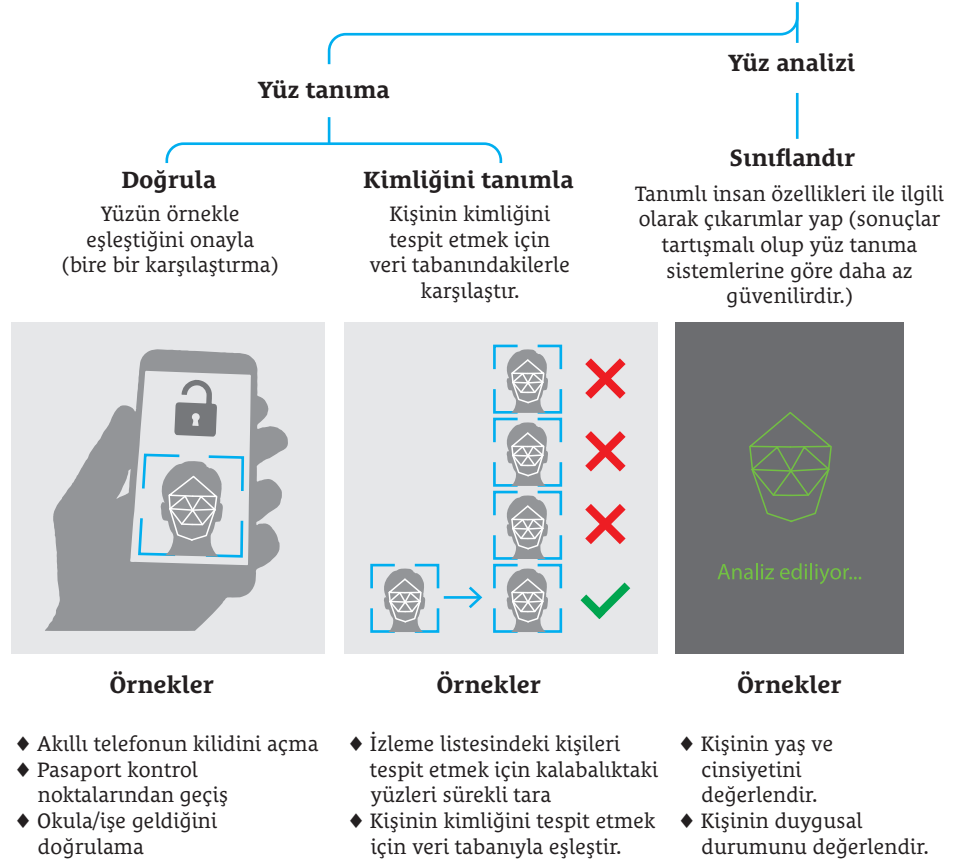 Yüz tanıma
Yüz analizi
Doğrula
Yüzün örnekle
eşleştiğini onayla
(bire bir karşılaştırma)
Kimliğini tanımla
Kişinin kimliğini
tespit etmek için
veri tabanındakilerle
karşılaştır.
Sınıflandır
Tanımlı insan özellikleri ile ilgili
olarak çıkarımlar yap (sonuçlar
tartışmalı olup yüz tanıma
sistemlerine göre daha az
güvenilirdir.)
Analiz ediliyor...
Örnekler
♦ Akıllı telefonun kilidini açma
♦ Pasaport kontrol
noktalarından geçiş
♦ Okula/işe geldiğini
doğrulama
Örnekler
♦ İzleme listesindeki kişileri
tespit etmek için kalabalıktaki
yüzleri sürekli tara
♦ Kişinin kimliğini tespit etmek
için veri tabanıyla eşleştir.
Örnekler
♦ Kişinin yaş ve
cinsiyetini
değerlendir.
♦ Kişinin duygusal
durumunu değerlendir.